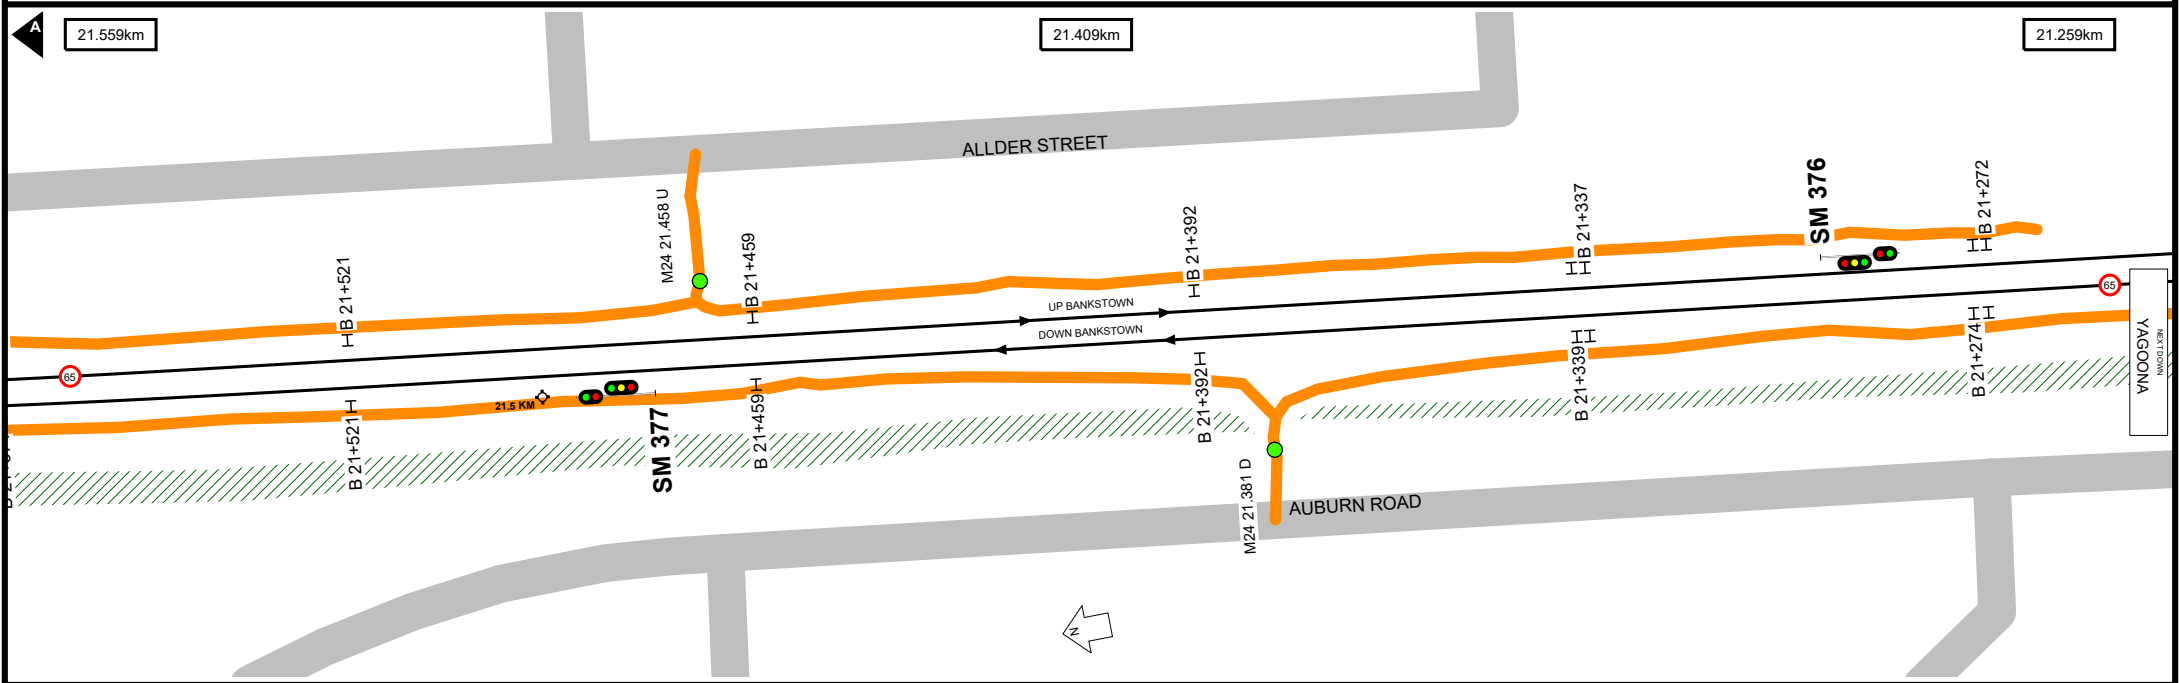 A
21.559km
21.409km
21.259km
ALLDER STREET
M24 21.458 U
B 21+521
B 21+459
B 21+392
B 21+337
SM 376
B 21+272
UP BANKSTOWN
DOWN BANKSTOWN
65
65
21.5 KM
SM 377
B 21+521
B 21+459
B 21+392
B 21+339
B 21+274
YAGOONA
NEXT DOWN
M24 21.381 D
AUBURN ROAD
N